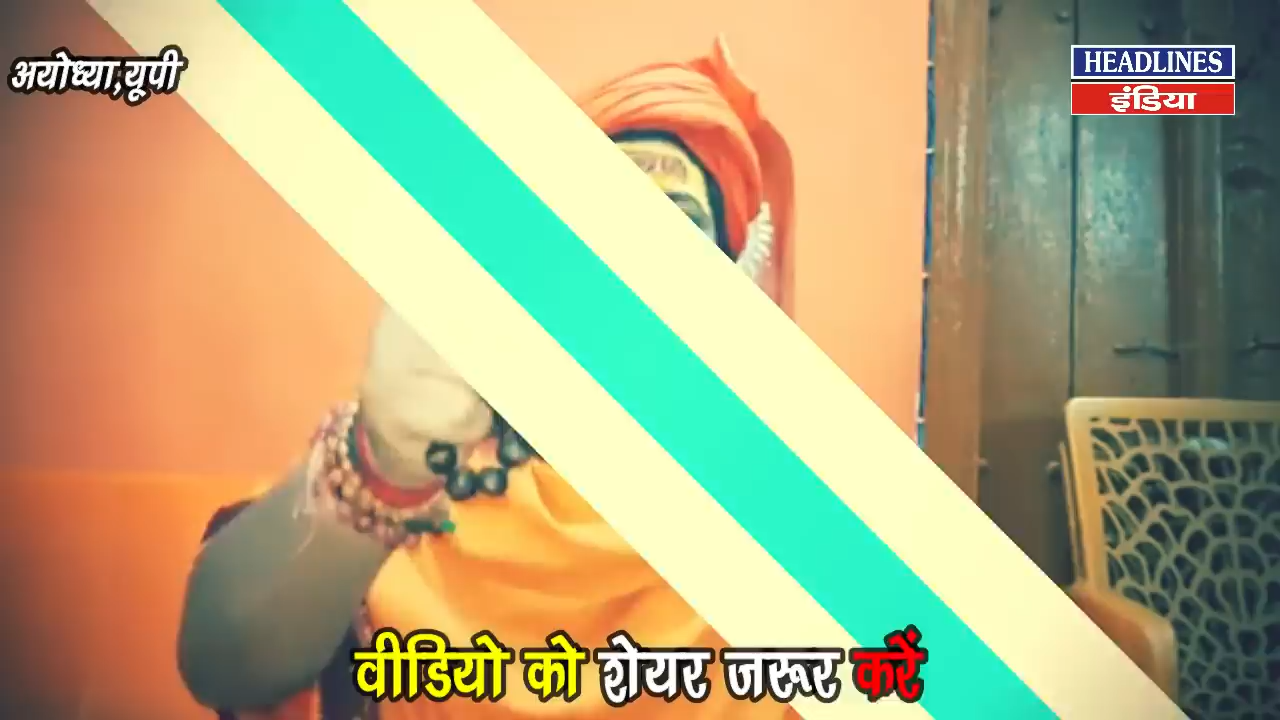 अयोध्या,यूपी
HEADLINES
इंडिया
वीडियो को शेयर जरूर करें